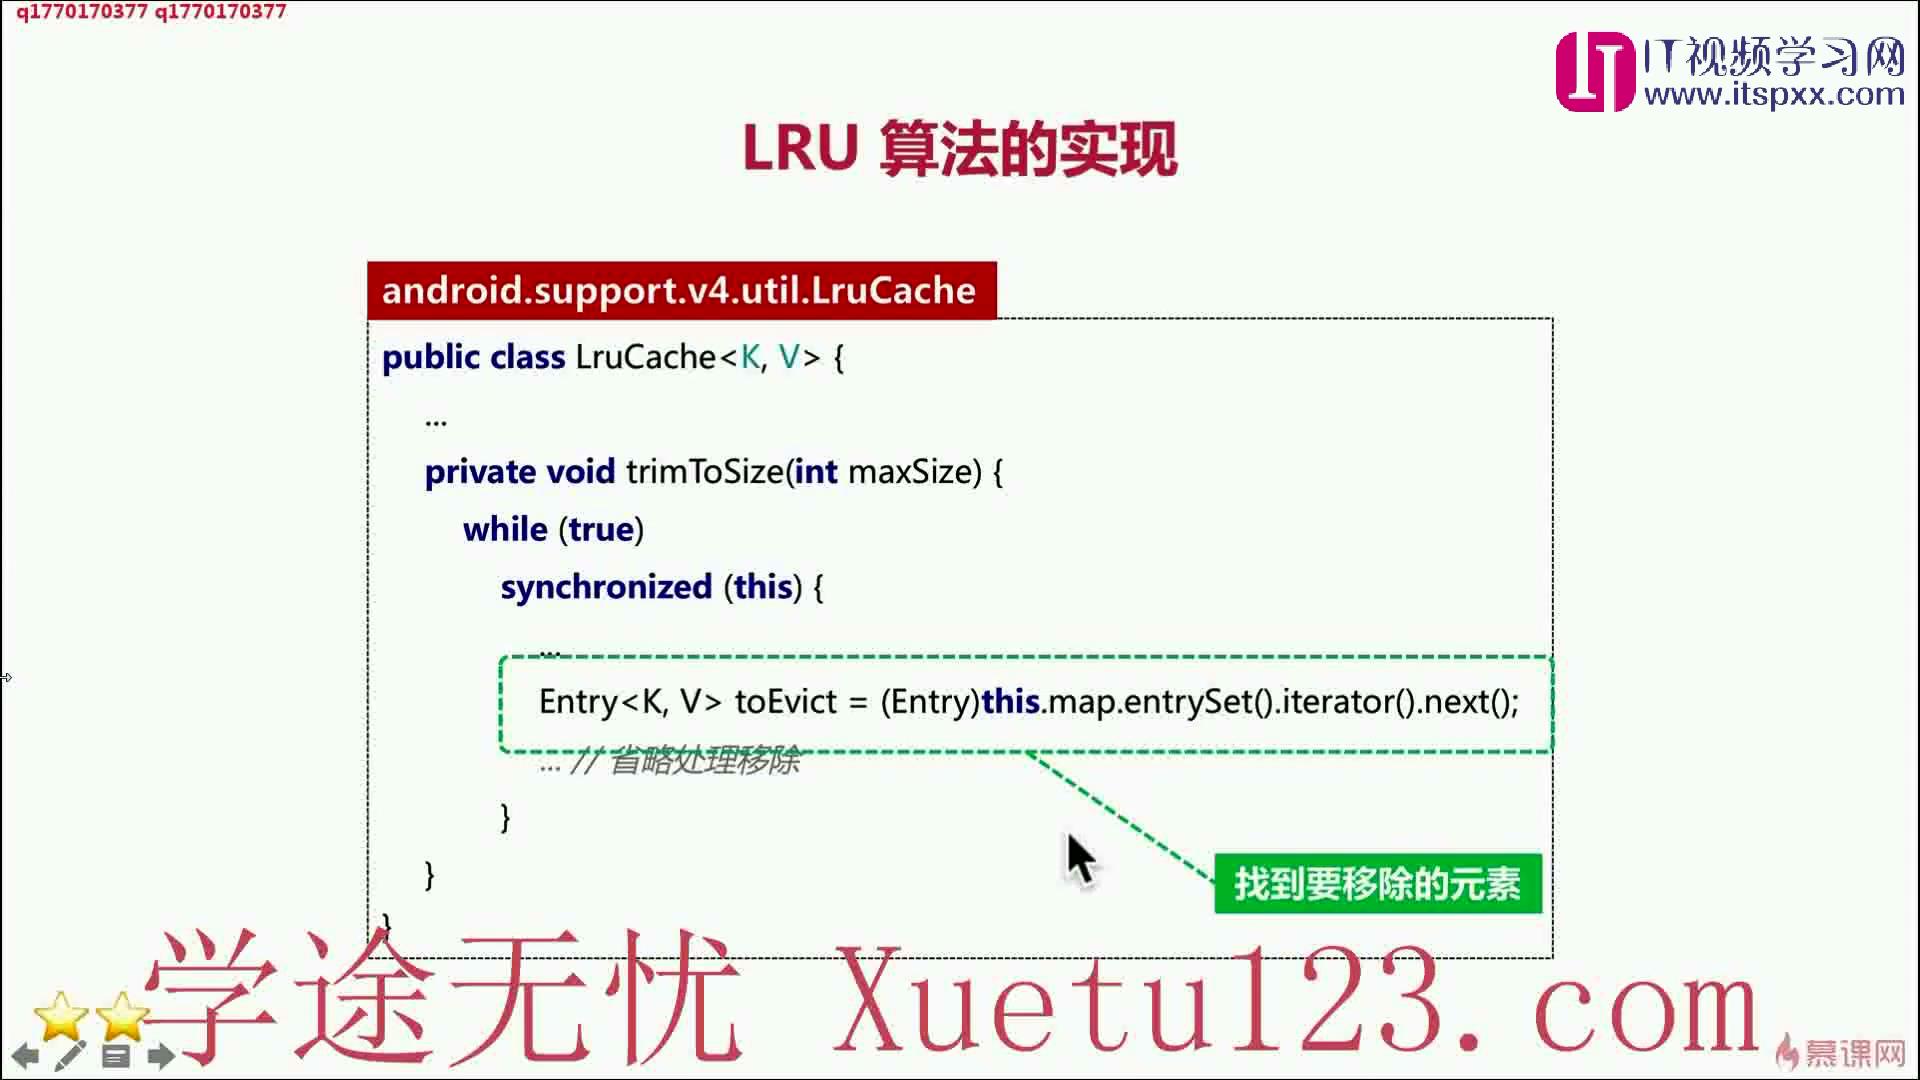 q1770170377 q1770170377
IT视频学习网
www.itspxx.com
LRU 算法的实现
android.support.v4.util.LruCache
public class LruCache<K, V> {
...
private void trimToSize(int maxSize) {
while (true)
synchronized (this) {
...
Entry<K, V> toEvict = (Entry)this.map.entrySet().iterator().next();
... // 省略处理移除
}
}
}
找到要移除的元素
学途无忧 Xuetu123.com
慕课网